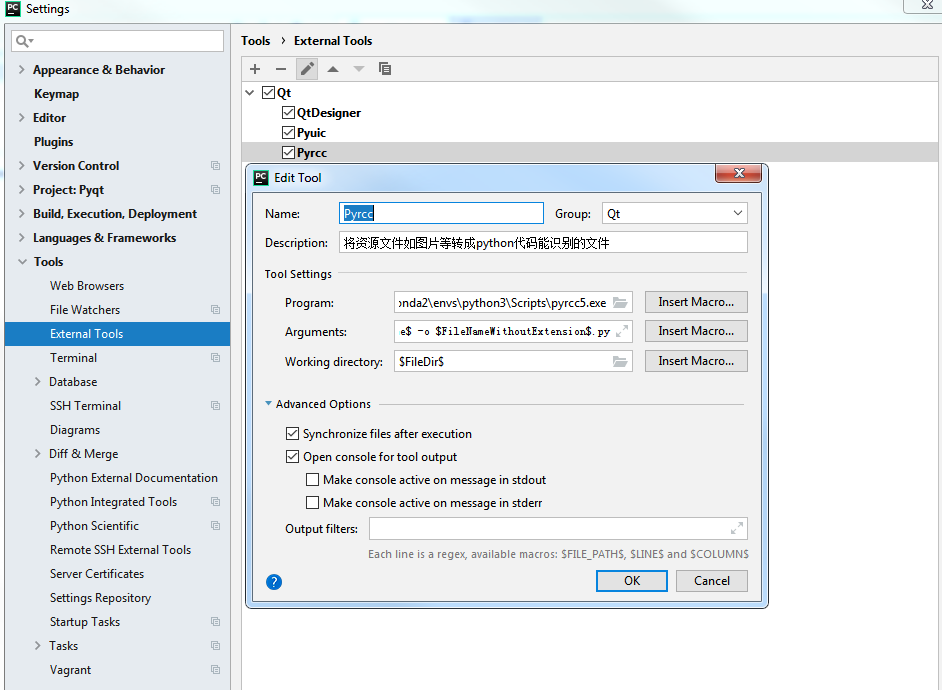 PC Settings
Tools › External Tools
Appearance & Behavior
Keymap
Editor
Plugins
Version Control
Project: Pyqt
Build, Execution, Deployment
Languages & Frameworks
Tools
Web Browsers
File Watchers
External Tools
Terminal
Database
SSH Terminal
Diagrams
Diff & Merge
Python External Documentation
Python Integrated Tools
Python Scientific
Remote SSH External Tools
Server Certificates
Settings Repository
Startup Tasks
Tasks
Vagrant
Qt
QtDesigner
Pyuic
Pyrcc
PC Edit Tool
Name: Pyrcc Group: Qt
Description: 将资源文件如图片等转成python代码能识别的文件
Tool Settings
Program: onda2\envs\python3\Scripts\pyrcc5.exe Insert Macro...
Arguments: e$ -o $FileNameWithoutExtension$.py Insert Macro...
Working directory: $FileDir$ Insert Macro...
Advanced Options
Synchronize files after execution
Open console for tool output
Make console active on message in stdout
Make console active on message in stderr
Output filters:
Each line is a regex, available macros: $FILE_PATH$, $LINE$ and $COLUMN$
? OK Cancel